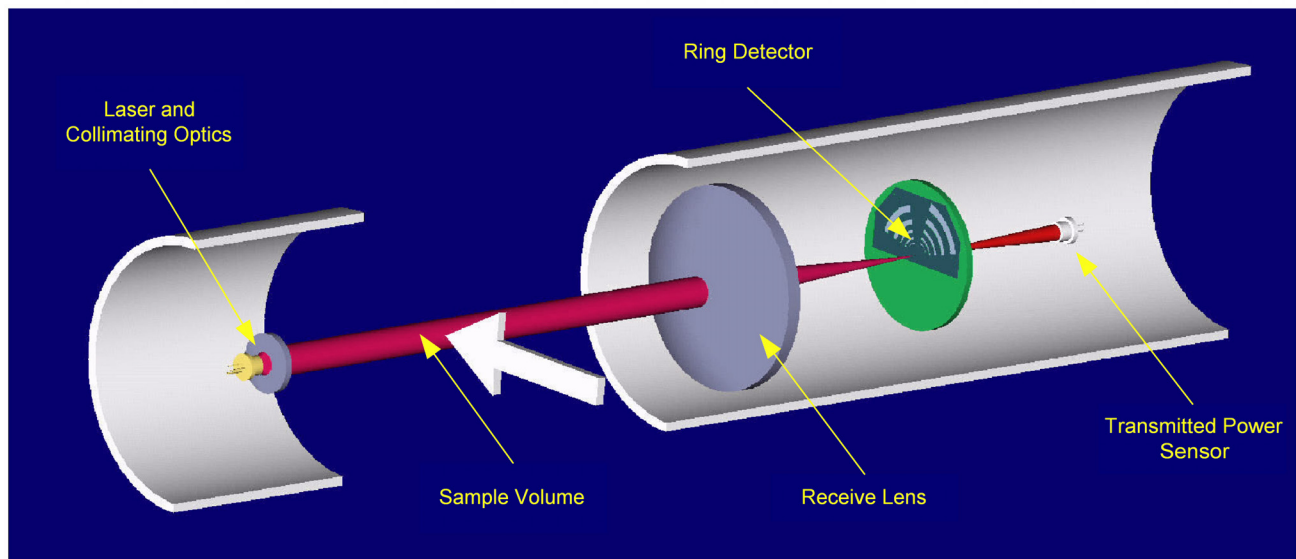 Ring Detector
Laser and
Collimating Optics
Transmitted Power
Sensor
Sample Volume
Receive Lens